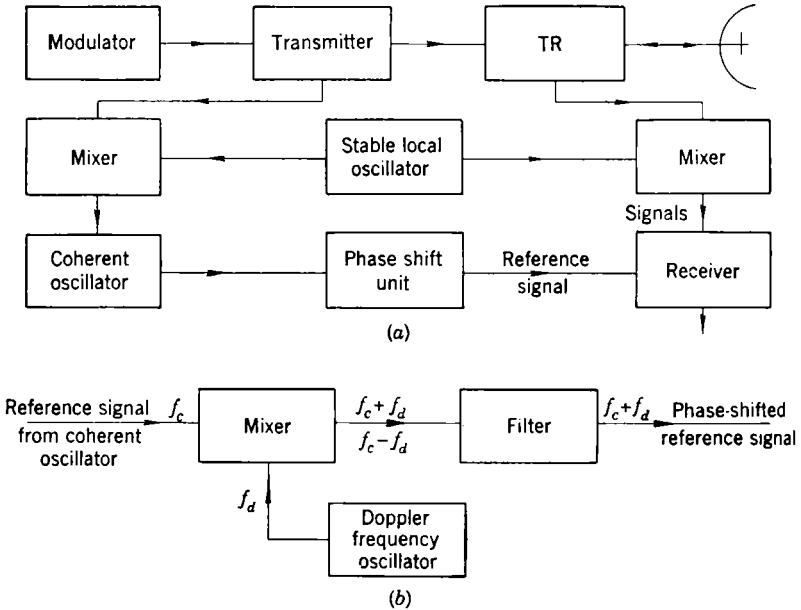 Modulator
Transmitter
TR
Mixer
Stable local
oscillator
Mixer
Signals
Coherent
oscillator
Phase shift
unit
Reference
signal
Receiver
(a)
Reference signal
from coherent
oscillator
f_c
Mixer
f_c + f_d
f_c − f_d
Filter
f_c + f_d
Phase-shifted
reference signal
f_d
Doppler
frequency
oscillator
(b)